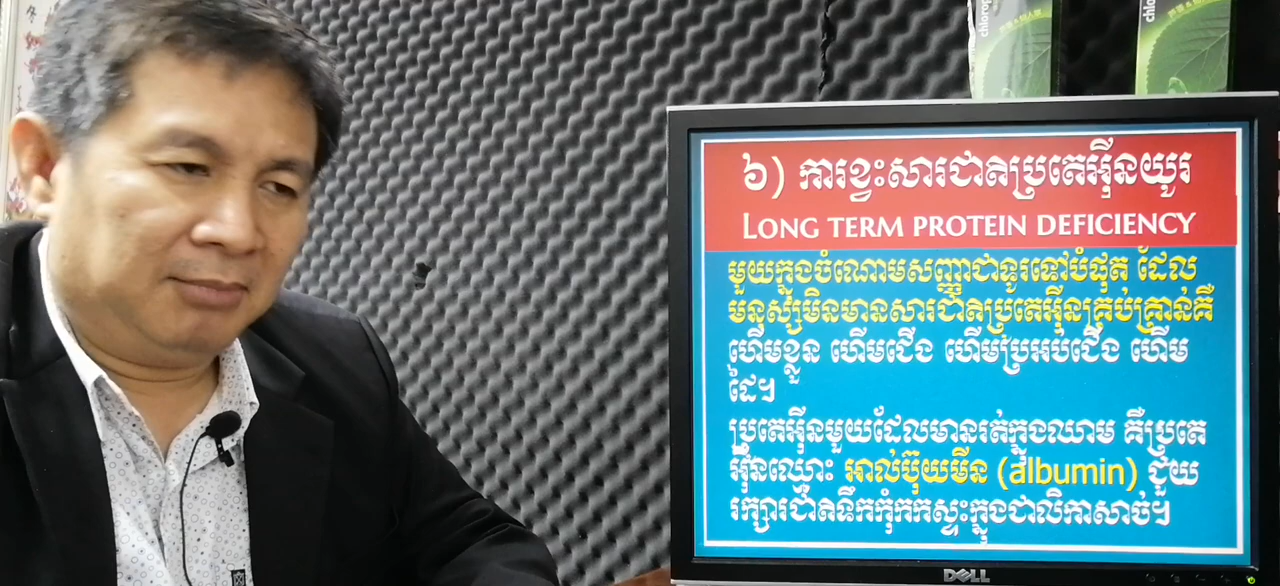 chlorop
chl
៦) ការខ្វះសារជាតិប្រូតេអ៊ីនយូរ
LONG TERM PROTEIN DEFICIENCY
មួយក្នុងចំណោមសញ្ញាជាទូរទៅបំផុត ដែល
មនុស្សមិនមានសារជាតិប្រូតេអ៊ីនគ្រប់គ្រាន់គឺ
ហើមខ្លួន ហើមជើង ហើមប្រអប់ជើង ហើម
ដៃ។
ប្រូតេអ៊ីនមួយដែលមានរត់ក្នុងឈាម គឺប្រូតេ
អ៊ីនឈ្មោះ អាល់ប៊ុយមីន (albumin) ជួយ
រក្សារជាតិទឹកកុំកកស្ទះក្នុងជាលិកាសាច់។
DELL